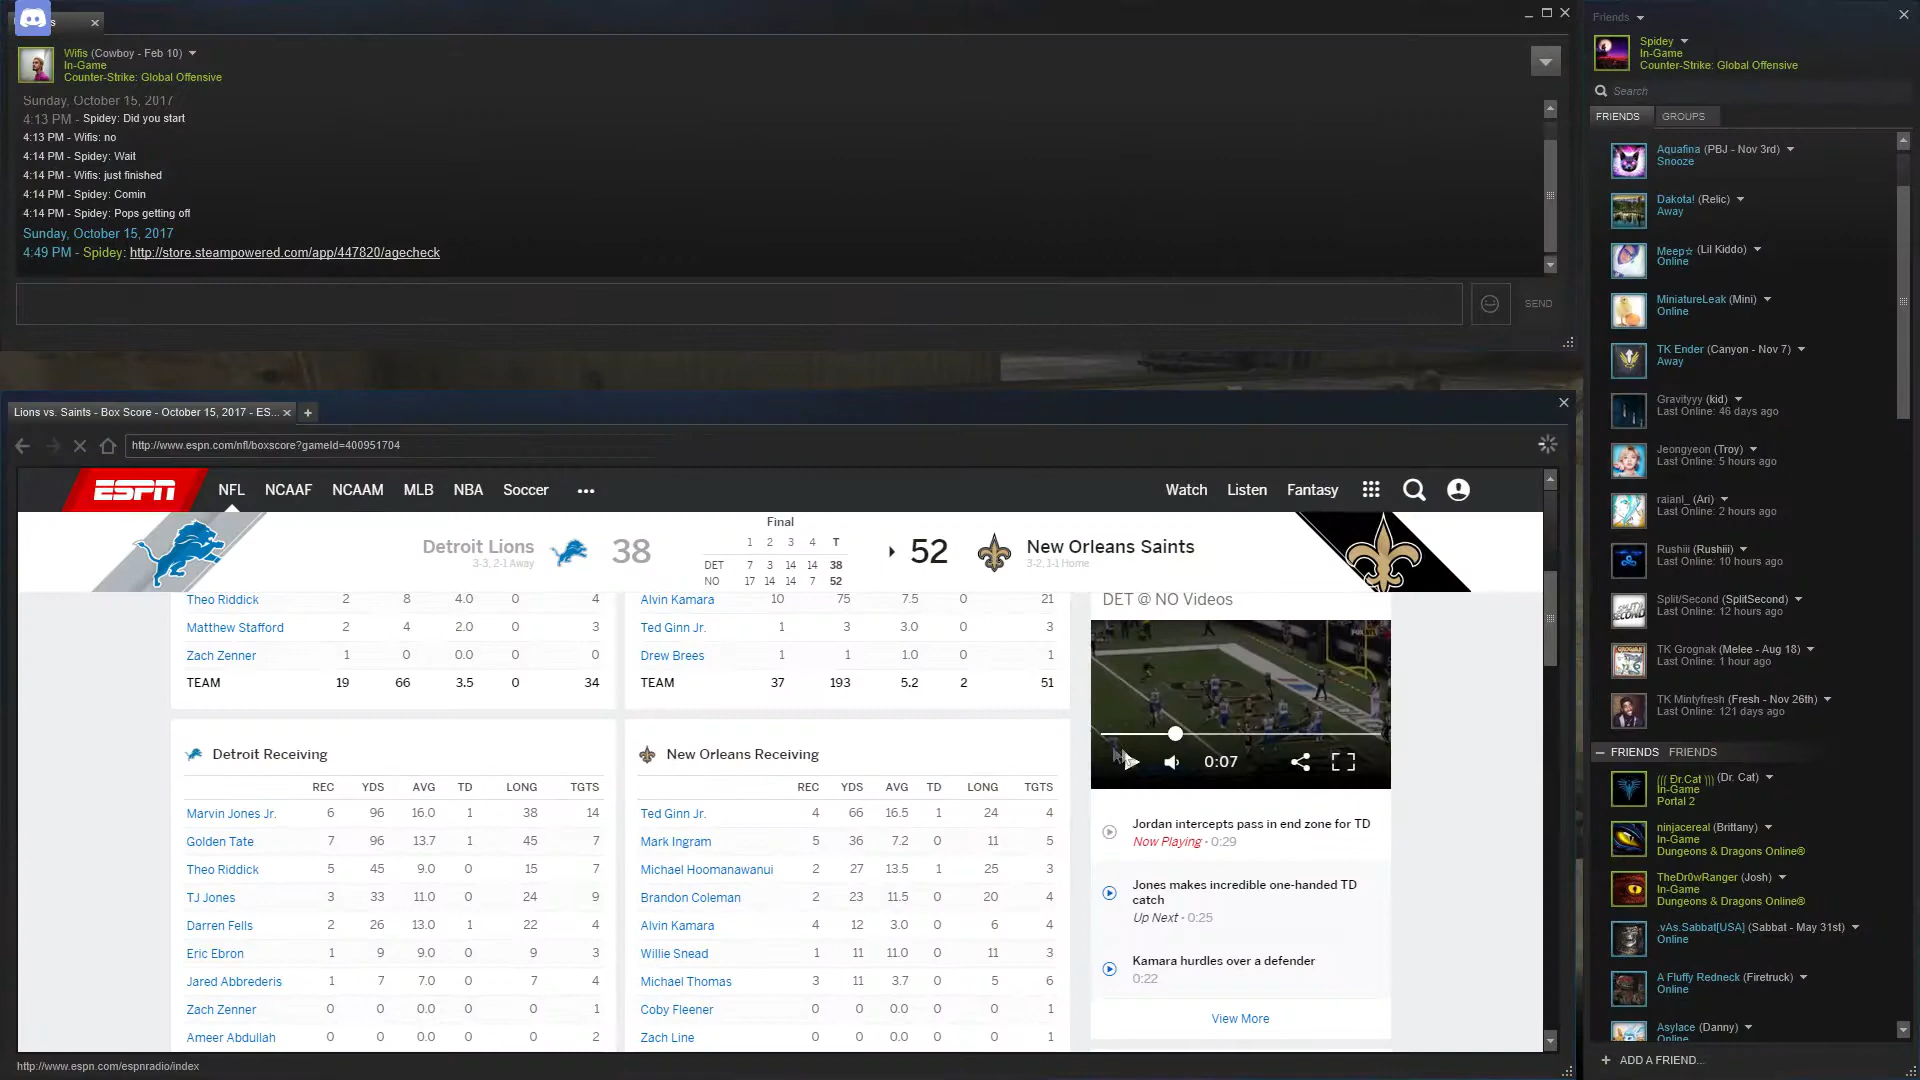 Wifis (Cowboy - Feb 10)
In-Game
Counter-Strike: Global Offensive
Sunday, October 15, 2017
4:13 PM - Spidey: Did you start
4:13 PM - Wifis: no
4:14 PM - Spidey: Wait
4:14 PM - Wifis: just finished
4:14 PM - Spidey: Comin
4:14 PM - Spidey: Pops getting off
Sunday, October 15, 2017
4:49 PM - Spidey: http://store.steampowered.com/app/447820/agecheck
SEND
Lions vs. Saints - Box Score - October 15, 2017 - ES...
http://www.espn.com/nfl/boxscore?gameId=400951704
ESPN NFL NCAAF NCAAM MLB NBA Soccer ••• Watch Listen Fantasy
Final
Detroit Lions 38
3-3, 2-1 Away
1 2 3 4 T
DET 7 3 14 14 38
NO 17 14 14 7 52
52 New Orleans Saints
3-2, 1-1 Home
Theo Riddick 2 8 4.0 0 4
Matthew Stafford 2 4 2.0 0 3
Zach Zenner 1 0 0.0 0 0
TEAM 19 66 3.5 0 34
Alvin Kamara 10 75 7.5 0 21
Ted Ginn Jr. 1 3 3.0 0 3
Drew Brees 1 1 1.0 0 1
TEAM 37 193 5.2 2 51
Detroit Receiving
REC YDS AVG TD LONG TGTS
Marvin Jones Jr. 6 96 16.0 1 38 14
Golden Tate 7 96 13.7 1 45 7
Theo Riddick 5 45 9.0 0 15 7
TJ Jones 3 33 11.0 0 24 9
Darren Fells 2 26 13.0 1 22 4
Eric Ebron 1 9 9.0 0 9 3
Jared Abbrederis 1 7 7.0 0 7 4
Zach Zenner 0 0 0.0 0 0 1
Ameer Abdullah 0 0 0.0 0 0 2
New Orleans Receiving
REC YDS AVG TD LONG TGTS
Ted Ginn Jr. 4 66 16.5 1 24 4
Mark Ingram 5 36 7.2 0 11 5
Michael Hoomanawanui 2 27 13.5 1 25 3
Brandon Coleman 2 23 11.5 0 20 4
Alvin Kamara 4 12 3.0 0 6 4
Willie Snead 1 11 11.0 0 11 3
Michael Thomas 3 11 3.7 0 5 6
Coby Fleener 0 0 0.0 0 0 1
Zach Line 0 0 0.0 0 0 1
DET @ NO Videos
0:07
Jordan intercepts pass in end zone for TD
Now Playing - 0:29
Jones makes incredible one-handed TD
catch
Up Next - 0:25
Kamara hurdles over a defender
0:22
View More
http://www.espn.com/espnradio/index
Friends
Spidey
In-Game
Counter-Strike: Global Offensive
Search
FRIENDS GROUPS
Aquafina (PBJ - Nov 3rd)
Snooze
Dakota! (Relic)
Away
Meep☆ (Lil Kiddo)
Online
MiniatureLeak (Mini)
Online
TK Ender (Canyon - Nov 7)
Away
Gravityyy (kid)
Last Online: 46 days ago
Jeongyeon (Troy)
Last Online: 5 hours ago
raianl_ (Ari)
Last Online: 2 hours ago
Rushiii (Rushiii)
Last Online: 10 hours ago
Split/Second (SplitSecond)
Last Online: 12 hours ago
TK Grognak (Melee - Aug 18)
Last Online: 1 hour ago
TK Mintyfresh (Fresh - Nov 26th)
Last Online: 121 days ago
FRIENDS FRIENDS
((( Ðr.Cat ))) (Dr. Cat)
In-Game
Portal 2
ninjacereal (Brittany)
In-Game
Dungeons & Dragons Online®
TheDr0wRanger (Josh)
In-Game
Dungeons & Dragons Online®
.vAs.Sabbat[USA] (Sabbat - May 31st)
Online
A Fluffy Redneck (Firetruck)
Online
Asylace (Danny)
Online
+ ADD A FRIEND...